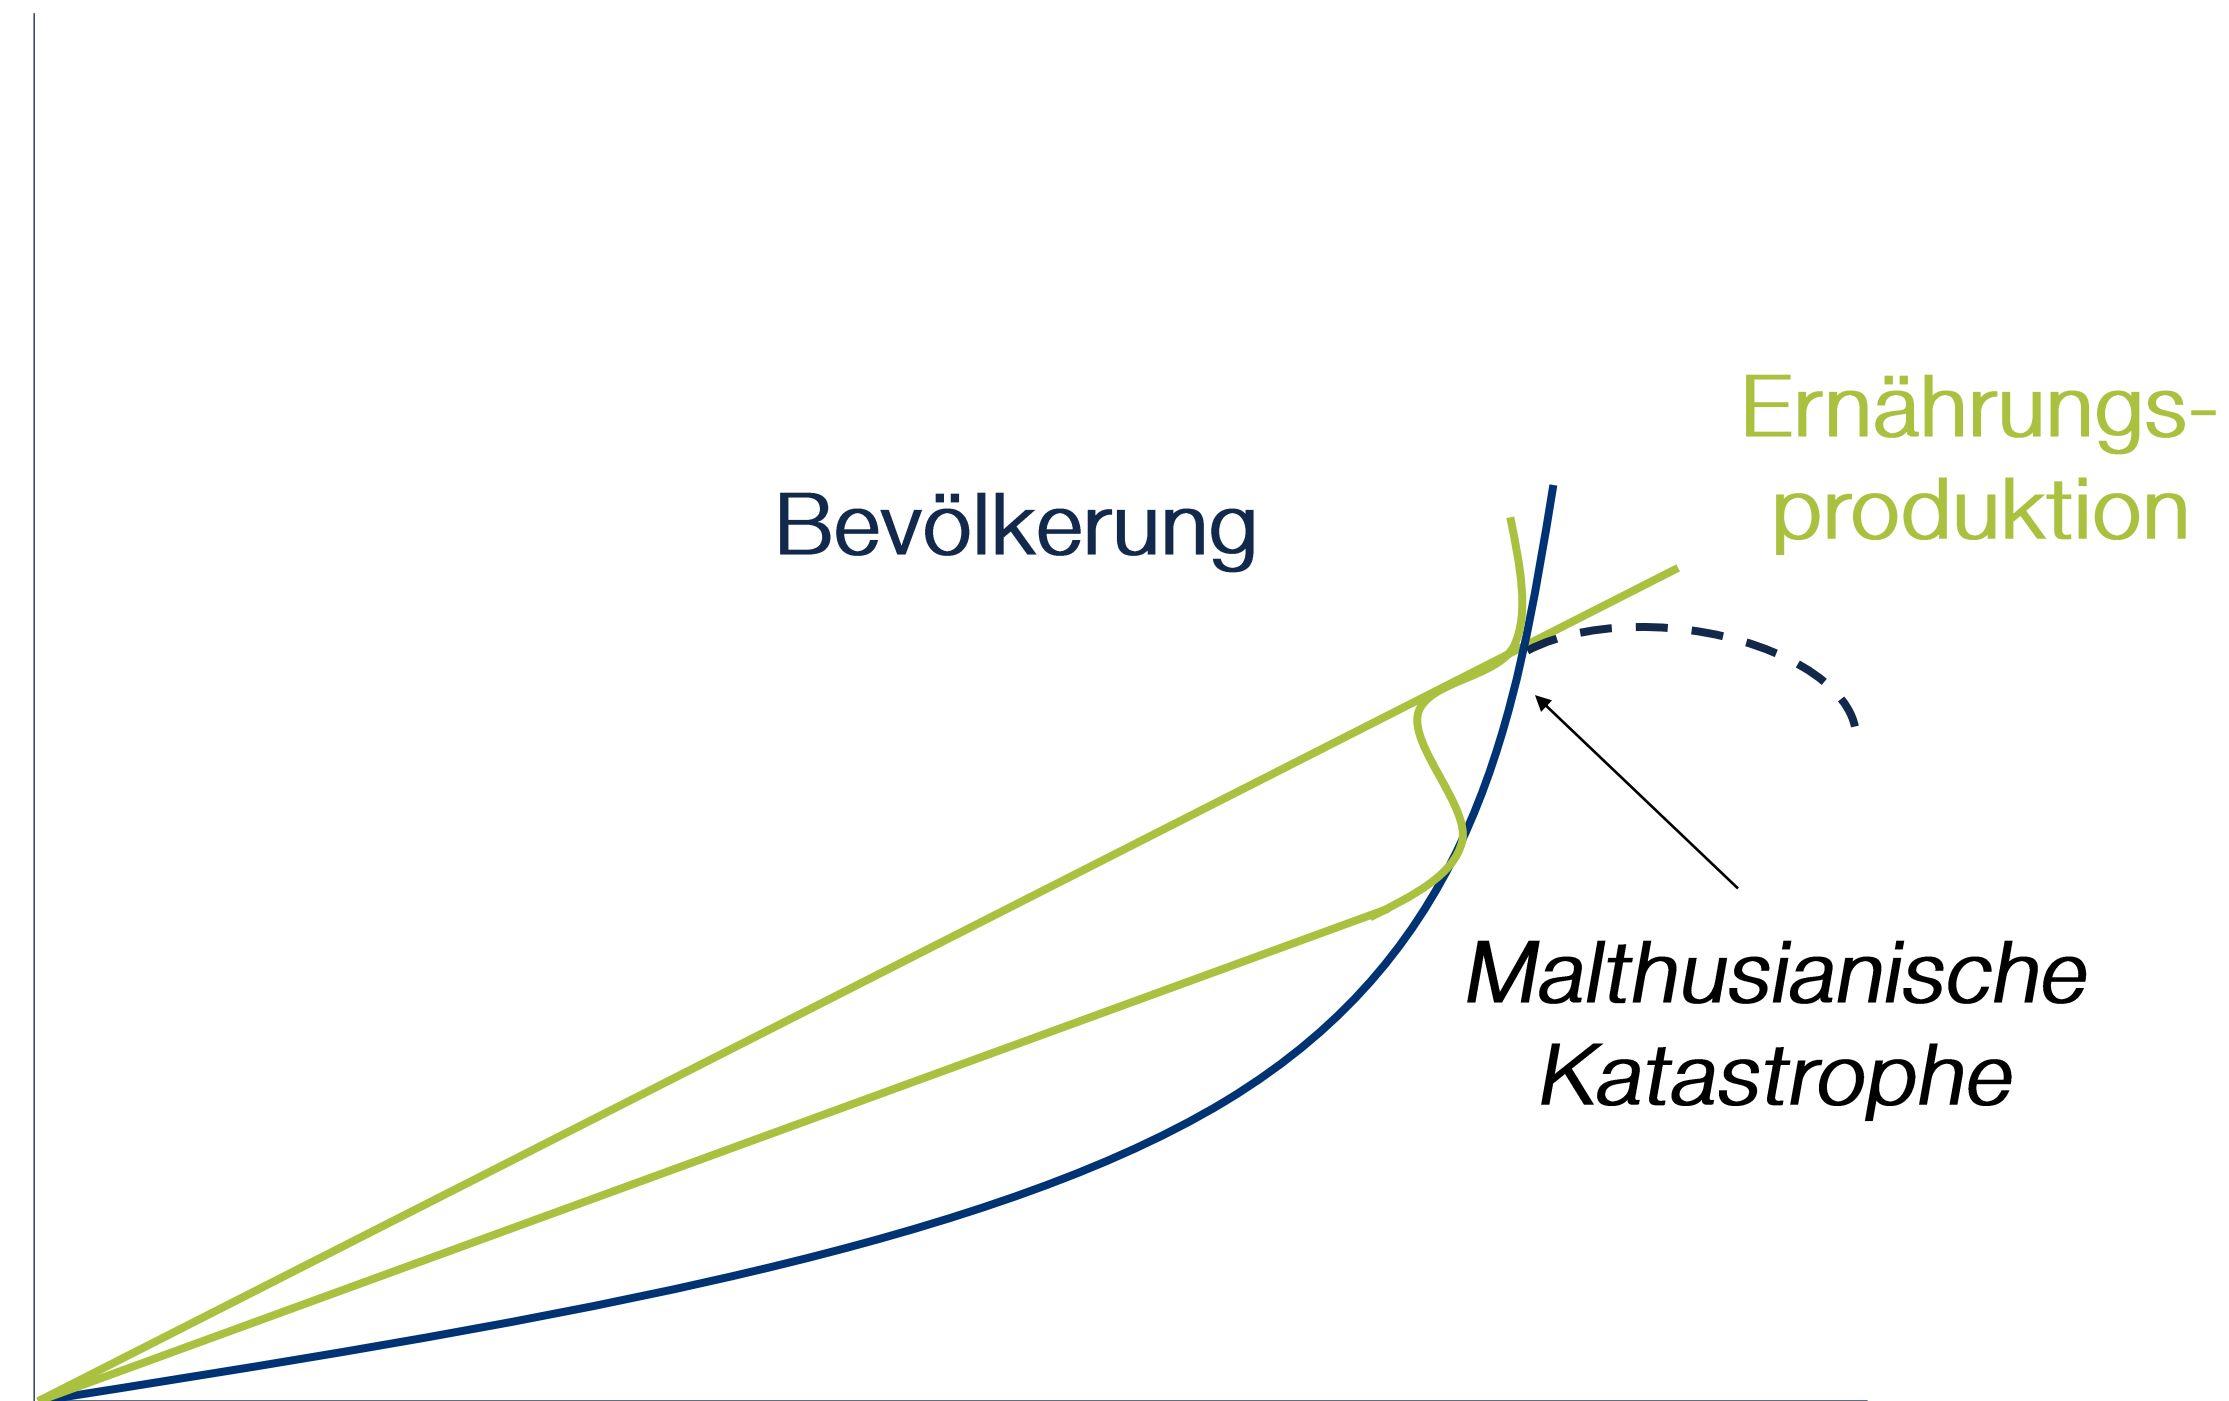 Ernährungs-
produktion
Bevölkerung
Malthusianische
Katastrophe